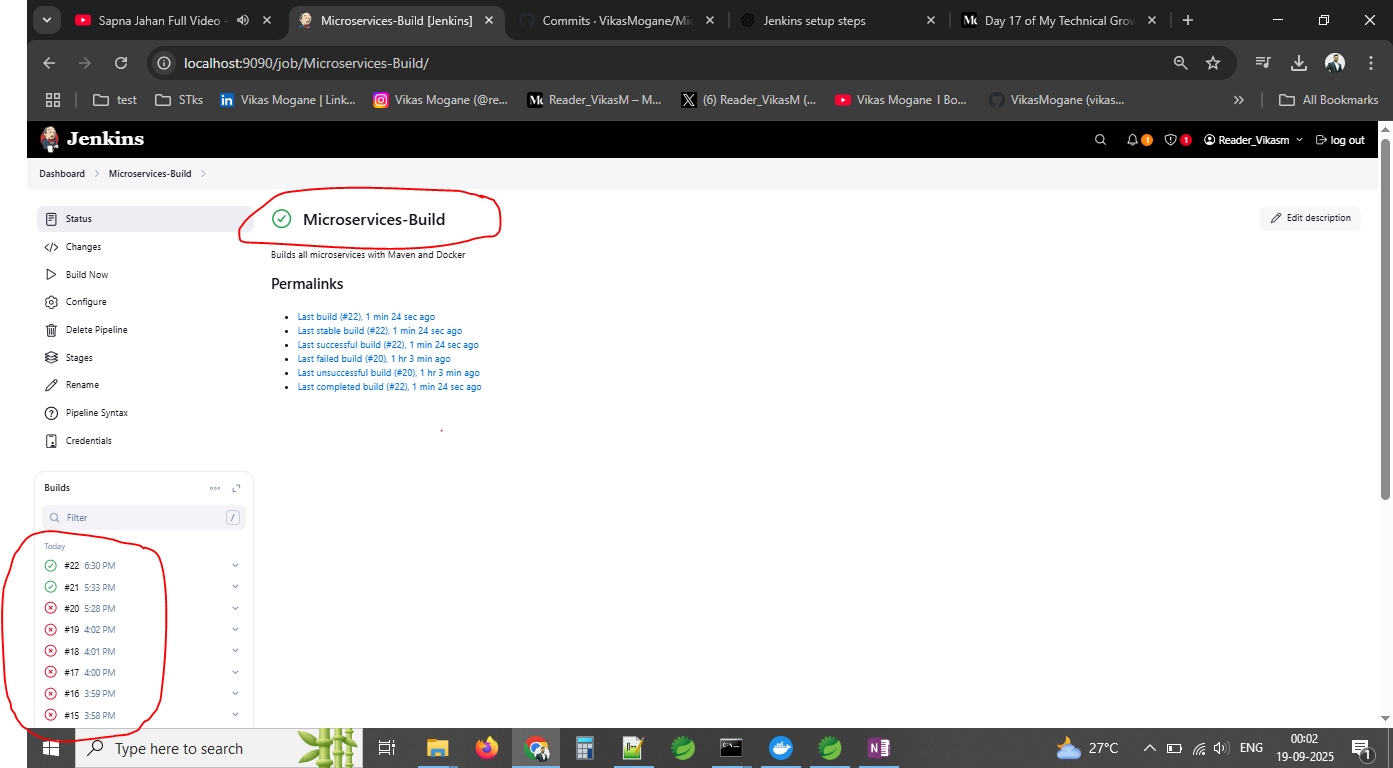 Sapna Jahan Full Video -
Microservices-Build [Jenkins]
Commits · VikasMogane/Mic
Jenkins setup steps
Day 17 of My Technical Grow
localhost:9090/job/Microservices-Build/
test
STks
Vikas Mogane | Link...
Vikas Mogane (@re...
Reader_VikasM – M...
(6) Reader_VikasM (...
Vikas Mogane I Bo...
VikasMogane (vikas...
All Bookmarks
Jenkins
1
1
Reader_Vikasm
log out
Dashboard
Microservices-Build
Status
Changes
Build Now
Configure
Delete Pipeline
Stages
Rename
Pipeline Syntax
Credentials
Microservices-Build
Edit description
Builds all microservices with Maven and Docker
Permalinks
Last build (#22), 1 min 24 sec ago
Last stable build (#22), 1 min 24 sec ago
Last successful build (#22), 1 min 24 sec ago
Last failed build (#20), 1 hr 3 min ago
Last unsuccessful build (#20), 1 hr 3 min ago
Last completed build (#22), 1 min 24 sec ago
Builds
Filter
/
Today
#22 6:30 PM
#21 5:33 PM
#20 5:28 PM
#19 4:02 PM
#18 4:01 PM
#17 4:00 PM
#16 3:59 PM
#15 3:58 PM
Type here to search
27°C
ENG
00:02
19-09-2025
1